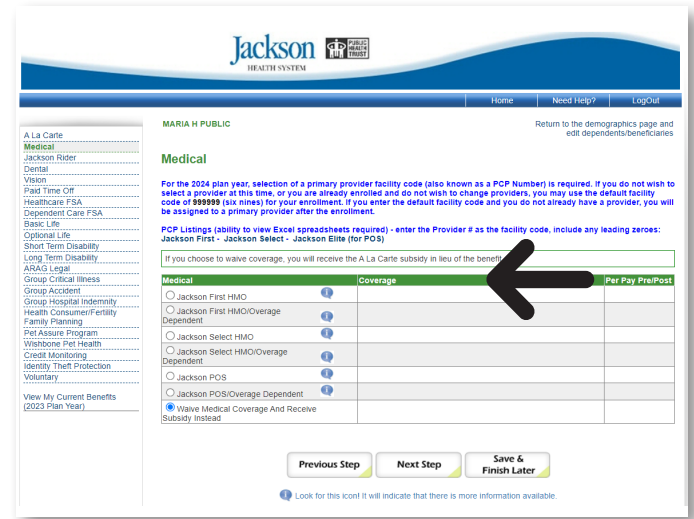 Jackson
HEALTH SYSTEM
PUBLIC
HEALTH
TRUST
Home Need Help? LogOut
A La Carte
Medical
Jackson Rider
Dental
Vision
Paid Time Off
Healthcare FSA
Dependent Care FSA
Basic Life
Optional Life
Short Term Disability
Long Term Disability
ARAG Legal
Group Critical Illness
Group Accident
Group Hospital Indemnity
Health Consumer/Fertility
Family Planning
Pet Assure Program
Wishbone Pet Health
Credit Monitoring
Identity Theft Protection
Voluntary
View My Current Benefits
(2023 Plan Year)
MARIA H PUBLIC
Return to the demographics page and
edit dependents/beneficiaries
Medical
For the 2024 plan year, selection of a primary provider facility code (also known as a PCP Number) is required. If you do not wish to
select a provider at this time, or you are already enrolled and do not wish to change providers, you may use the default facility
code of 999999 (six nines) for your enrollment. If you enter the default facility code and you do not already have a provider, you will
be assigned to a primary provider after the enrollment.
PCP Listings (ability to view Excel spreadsheets required) - enter the Provider # as the facility code, include any leading zeroes:
Jackson First - Jackson Select - Jackson Elite (for POS)
If you choose to waive coverage, you will receive the A La Carte subsidy in lieu of the benefit
Medical Coverage Per Pay Pre/Post
Jackson First HMO
Jackson First HMO/Overage
Dependent
Jackson Select HMO
Jackson Select HMO/Overage
Dependent
Jackson POS
Jackson POS/Overage Dependent
Waive Medical Coverage And Receive
Subsidy Instead
Previous Step Next Step Save &
Finish Later
Look for this icon! It will indicate that there is more information available.